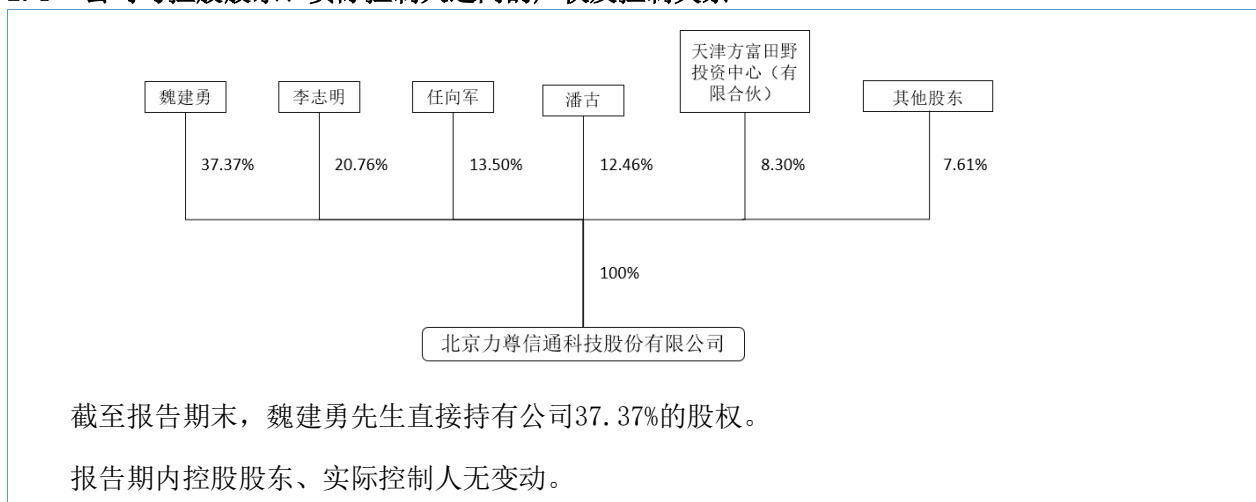 魏建勇
李志明
任向军
潘古
天津方富田野
投资中心（有
限合伙）
其他股东
37.37%
20.76%
13.50%
12.46%
8.30%
7.61%
100%
北京力尊信通科技股份有限公司
截至报告期末，魏建勇先生直接持有公司37.37%的股权。
报告期内控股股东、实际控制人无变动。